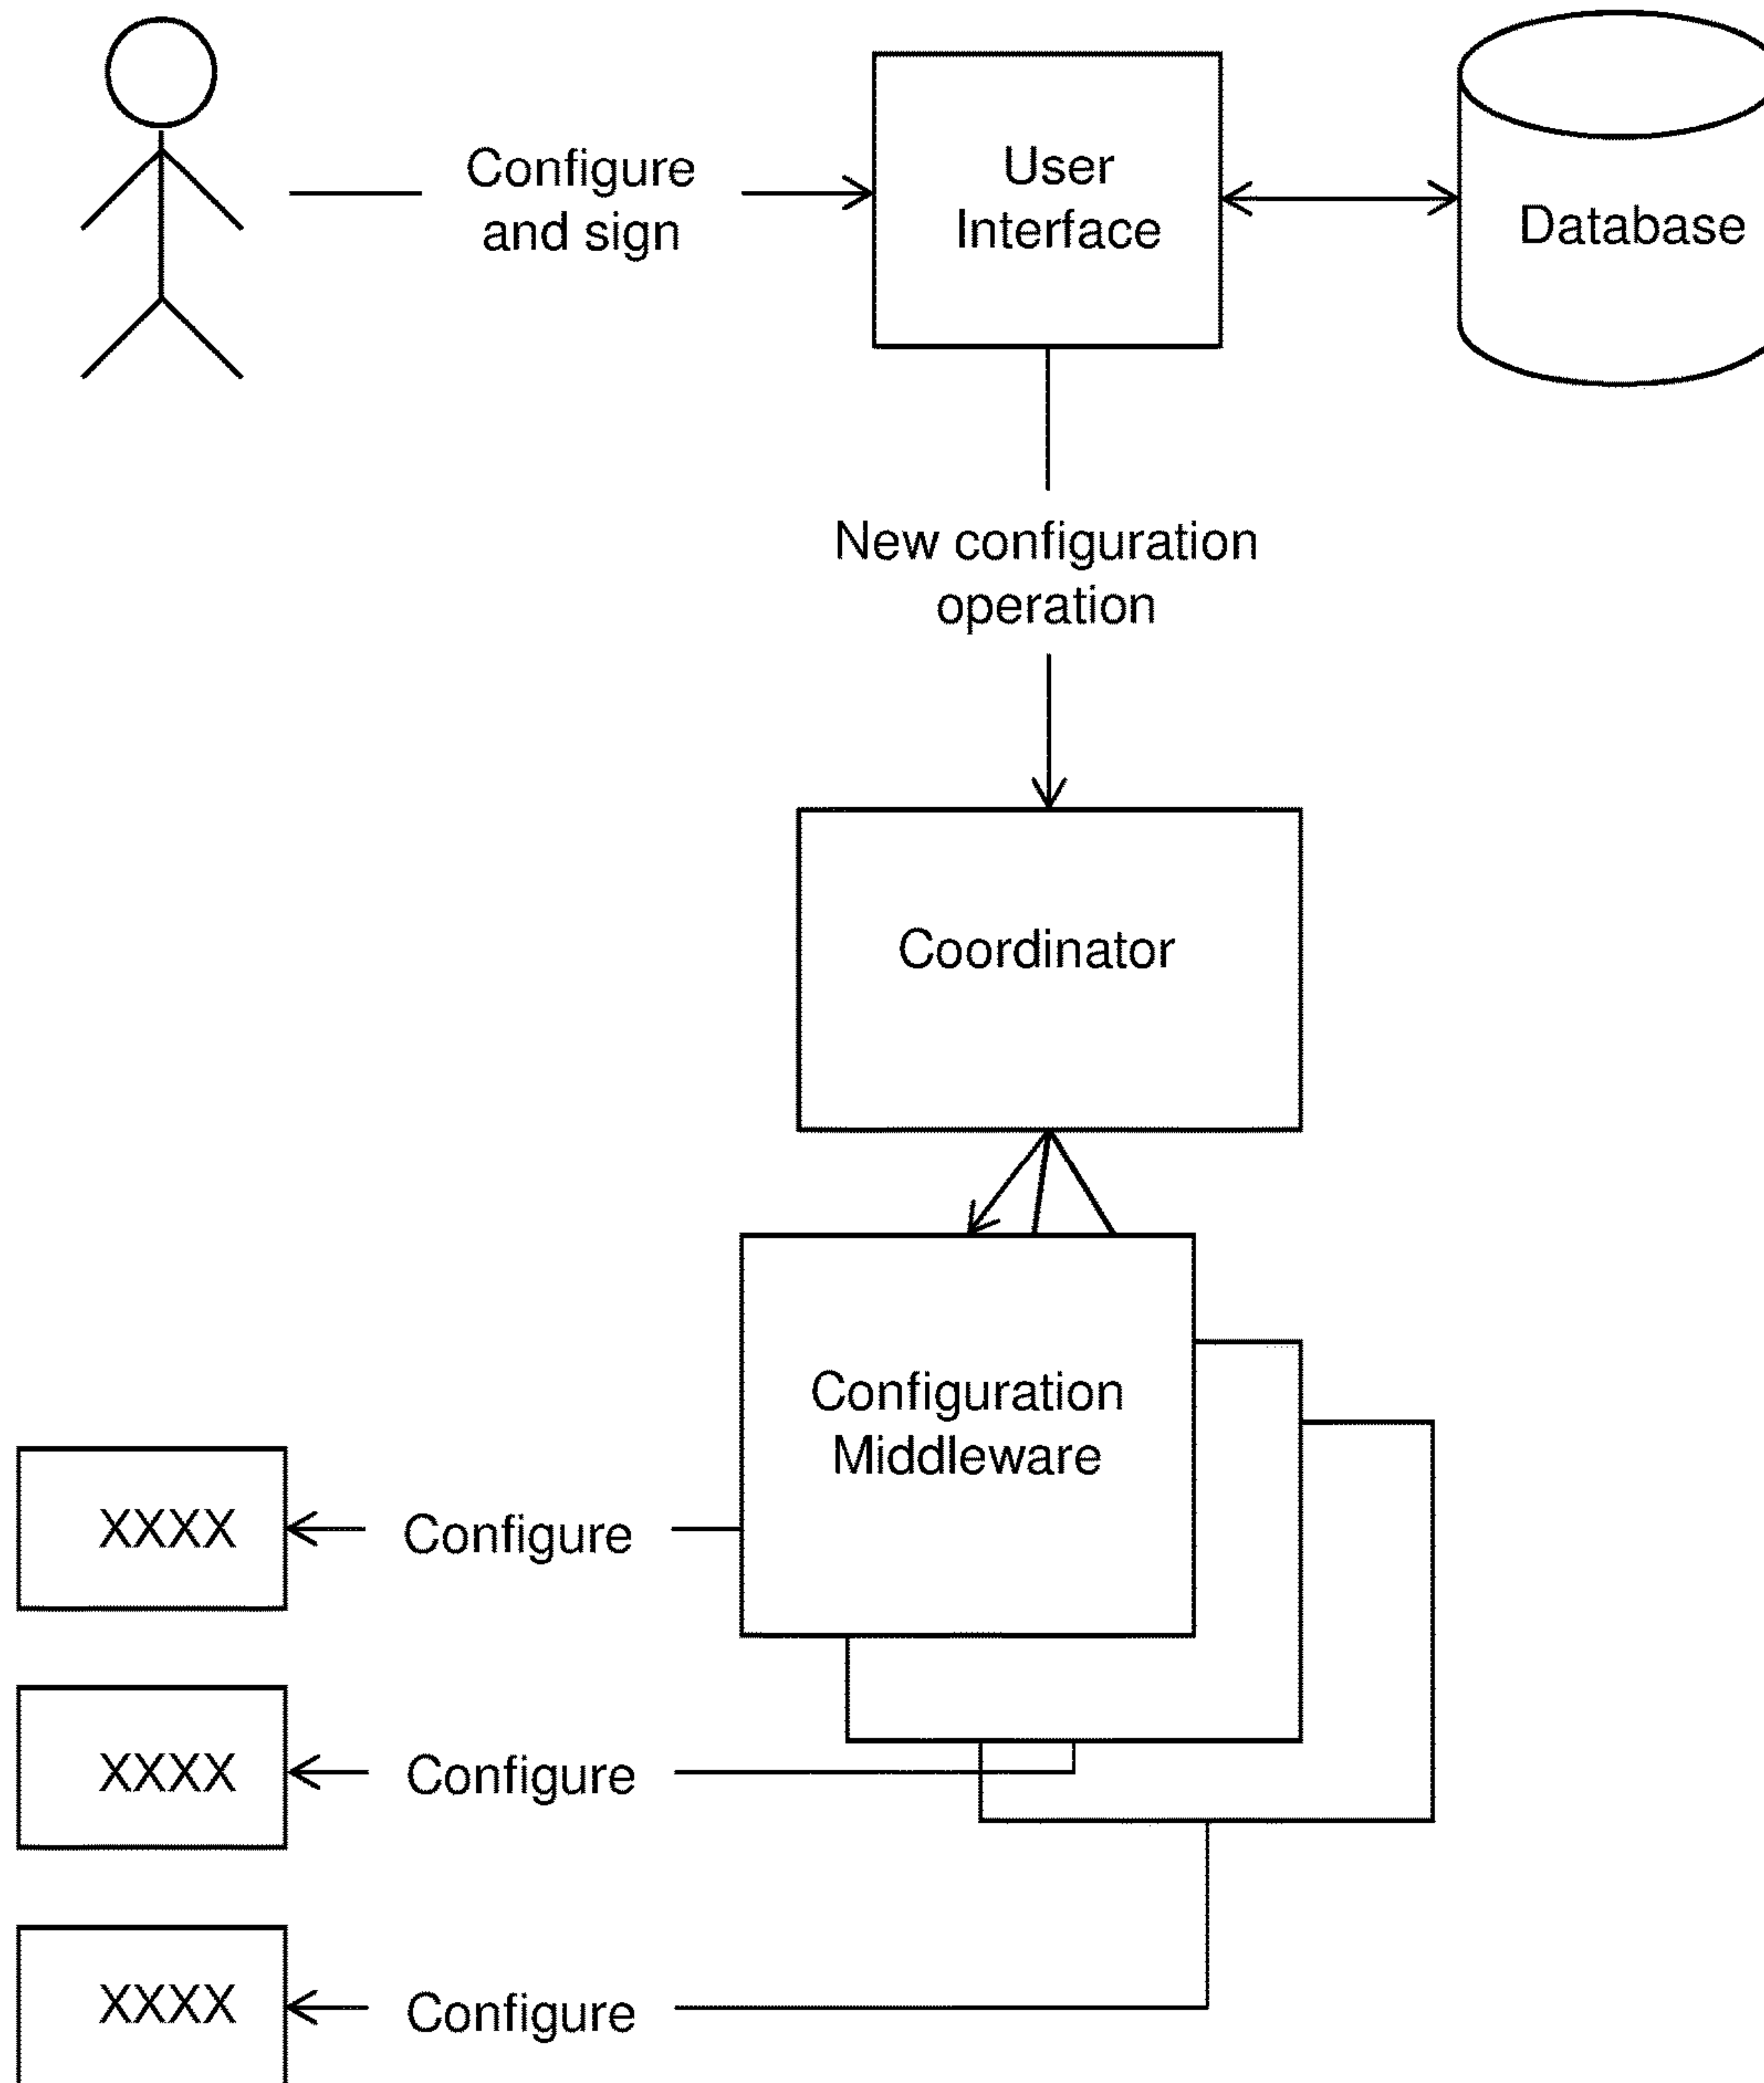 Configure
and sign
User
Interface
Database
New configuration
operation
Coordinator
Configuration
Middleware
XXXX
Configure
XXXX
Configure
XXXX
Configure